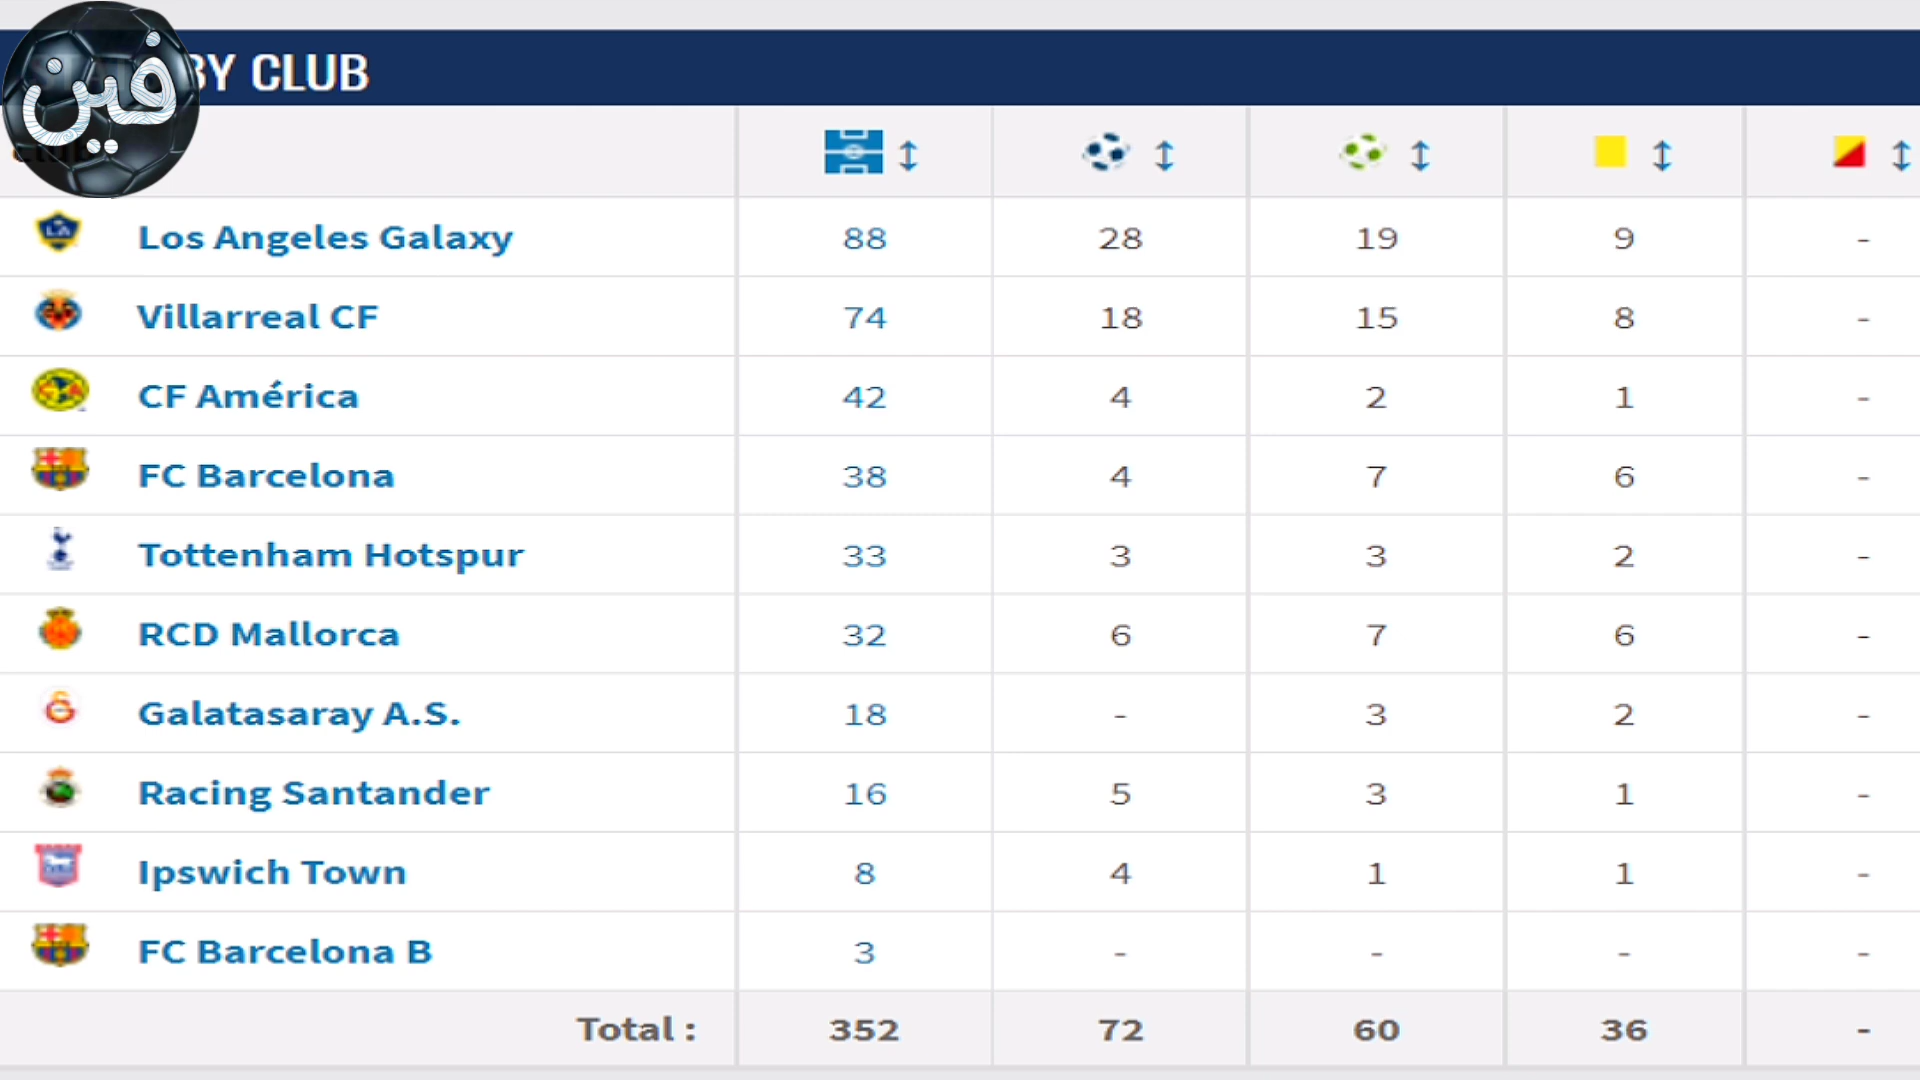 فين
BY CLUB
Los Angeles Galaxy 88 28 19 9 -
Villarreal CF 74 18 15 8 -
CF América 42 4 2 1 -
FC Barcelona 38 4 7 6 -
Tottenham Hotspur 33 3 3 2 -
RCD Mallorca 32 6 7 6 -
Galatasaray A.S. 18 - 3 2 -
Racing Santander 16 5 3 1 -
Ipswich Town 8 4 1 1 -
FC Barcelona B 3 - - - -
Total : 352 72 60 36 -